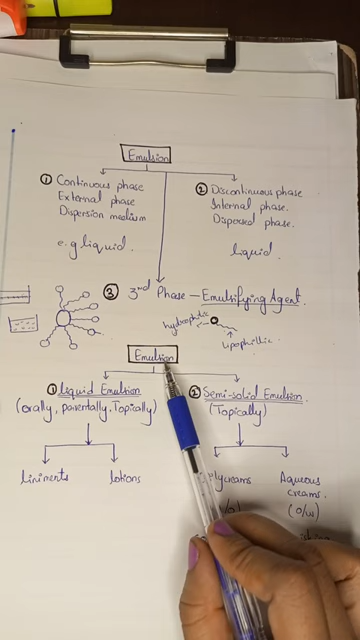 Emulsion
① Continuous phase
External phase
Dispersion medium
e.g liquid
② Discontinuous phase
Internal phase.
Dispersed phase.
liquid
③ 3rd Phase - Emulsifying Agent.
hydrophilic
lipophillic
Emulsion
① liquid Emulsion
(orally, parentally, Topically)
liniments
lotions
② Semi-solid Emulsion
(Topically)
creams
Aqueous
creams.
(o/w)